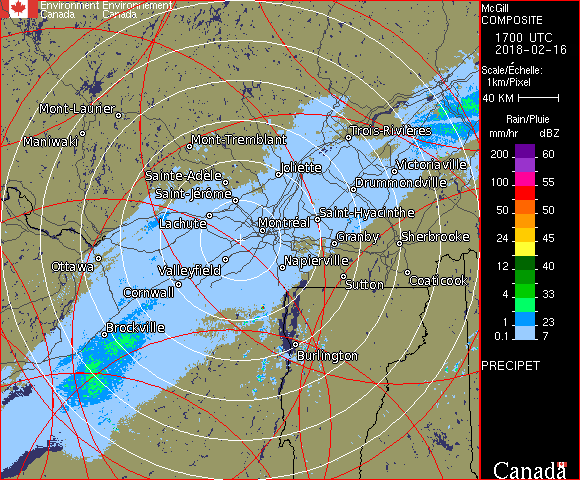 Environment Environnement
Canada Canada
McGill
COMPOSITE
1700 UTC
2018-02-16
Scale/Échelle:
1km/Pixel
40 KM
Rain/Pluie
mm/hr dBZ
200 60
100 55
50 50
24 45
12 40
4 33
1 23
0.1 7
PRECIPET
Canada
Mont-Laurier
Maniwaki
Mont-Tremblant
Trois-Rivières
Joliette
Victoriaville
Sainte-Adèle
Drummondville
Saint-Jérôme
Saint-Hyacinthe
Lachute
Montréal
Granby
Sherbrooke
Ottawa
Valleyfield
Napierville
Sutton
Coaticook
Cornwall
Brockville
Burlington